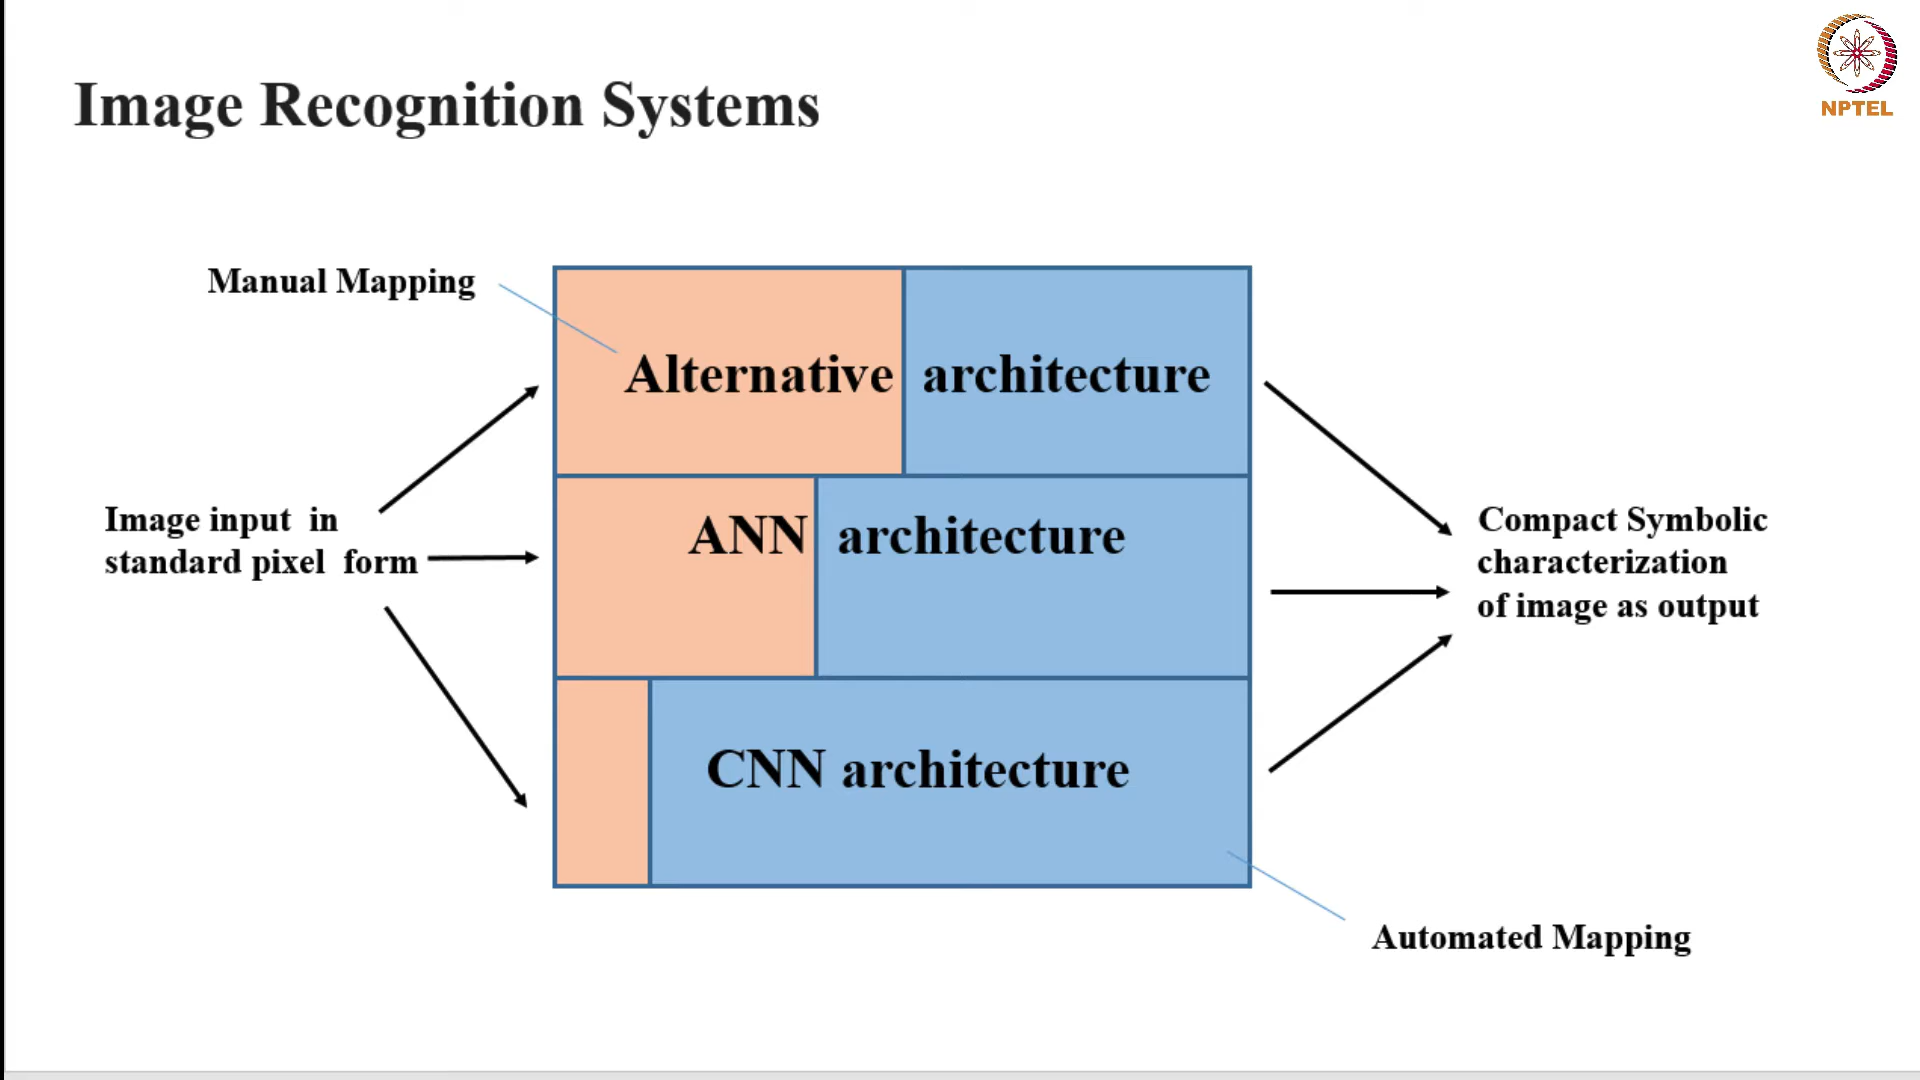 NPTEL
Image Recognition Systems
Manual Mapping
Alternative architecture
Image input in
standard pixel form
ANN architecture
Compact Symbolic
characterization
of image as output
CNN architecture
Automated Mapping